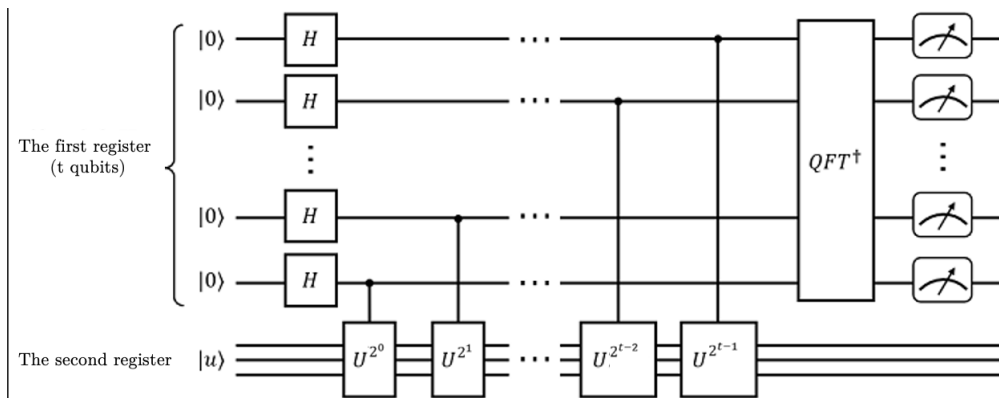 |0⟩ H ...
|0⟩ H ...
The first register
(t qubits)
⋮ QFT† ⋮
|0⟩ H ...
|0⟩ H ...
The second register |u⟩ U^{2^0} U^{2^1} ... U^{2^{t-2}} U^{2^{t-1}}